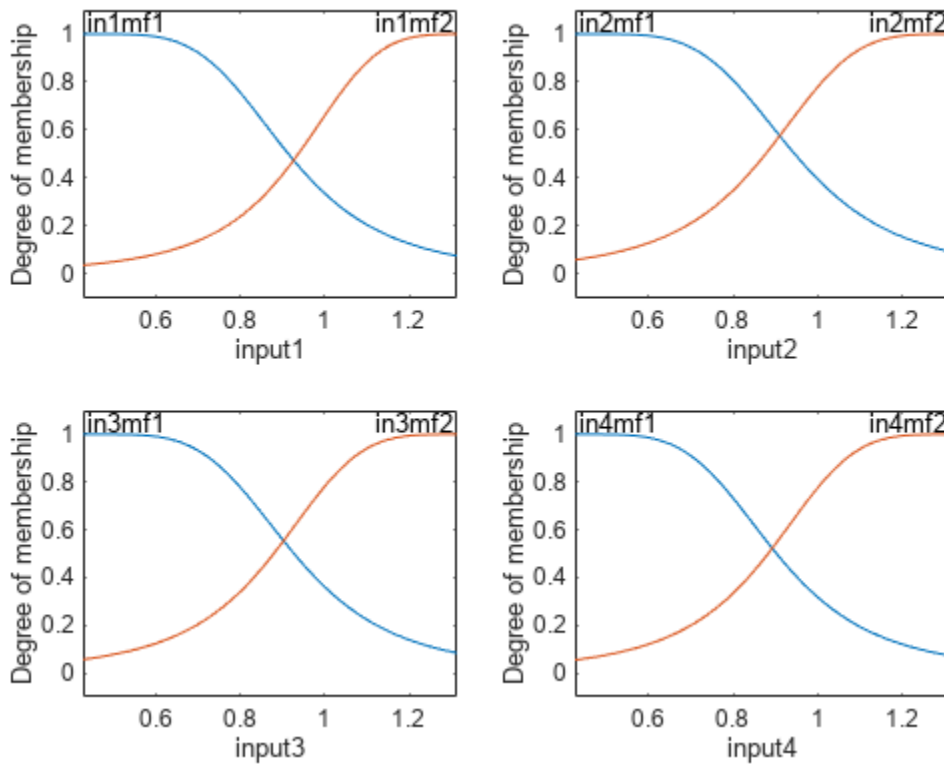 in1mf1 in1mf2
Degree of membership
1
0.8
0.6
0.4
0.2
0
0.6 0.8 1 1.2
input1
in2mf1 in2mf2
Degree of membership
1
0.8
0.6
0.4
0.2
0
0.6 0.8 1 1.2
input2
in3mf1 in3mf2
Degree of membership
1
0.8
0.6
0.4
0.2
0
0.6 0.8 1 1.2
input3
in4mf1 in4mf2
Degree of membership
1
0.8
0.6
0.4
0.2
0
0.6 0.8 1 1.2
input4